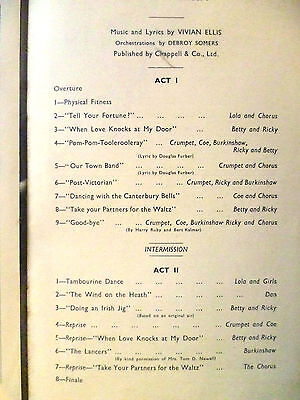 Music and Lyrics by VIVIAN ELLIS
Orchestrations by DEBROY SOMERS
Published by Chappell & Co., Ltd.
ACT I
Overture
1—Physical Fitness
2—"Tell Your Fortune?" ... ... ... Lola and Chorus
3—"When Love Knocks at My Door" ... Betty and Ricky
4—"Pom-Pom-Toolerooleray" ... Crumpet, Coe, Burkinshaw, Ricky and Betty
(Lyric by Douglas Furber)
5—"Our Town Band" ... ... Crumpet and Chorus
(Lyric by Douglas Furber)
6—"Post-Victorian" ... ... Crumpet, Ricky and Burkinshaw
7—"Dancing with the Canterbury Bells" ... Coe and Chorus
8—"Take your Partners for the Waltz" ... Betty and Ricky
9—"Good-bye" ... Crumpet, Coe, Burkinshaw Ricky and Chorus
(By Harry Ruby and Bert Kalmar)
INTERMISSION
ACT II
1—Tambourine Dance ... ... ... Lola and Girls
2—"The Wind on the Heath" ... ... ... Dan
3—"Doing an Irish Jig" ... ... ... Betty and Ricky
(Based on an original air)
4—Reprise ... ... ... ... Crumpet and Coe
5—Reprise—"When Love Knocks at My Door" Betty and Ricky
6—"The Lancers" ... ... ... ... Burkinshaw
(By kind permission of Mrs. Tom D. Newell)
7—Reprise—"Take Your Partners for the Waltz" ... The Chorus
8—Finale